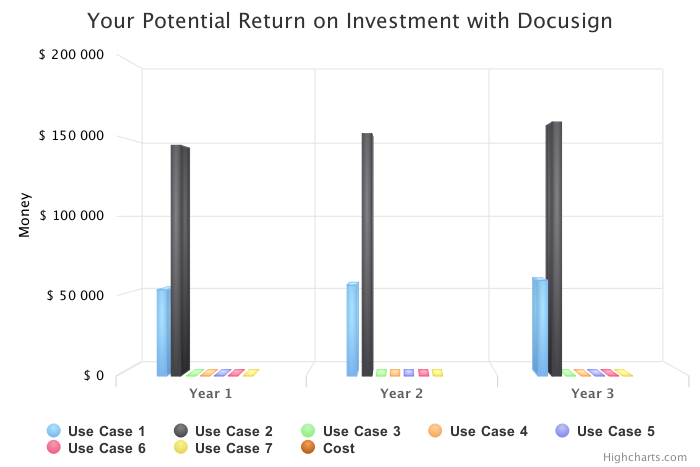 Your Potential Return on Investment with Docusign
$ 200 000
$ 150 000
$ 100 000
$ 50 000
$ 0
Money
Year 1 Year 2 Year 3
Use Case 1 Use Case 2 Use Case 3 Use Case 4 Use Case 5
Use Case 6 Use Case 7 Cost
Highcharts.com